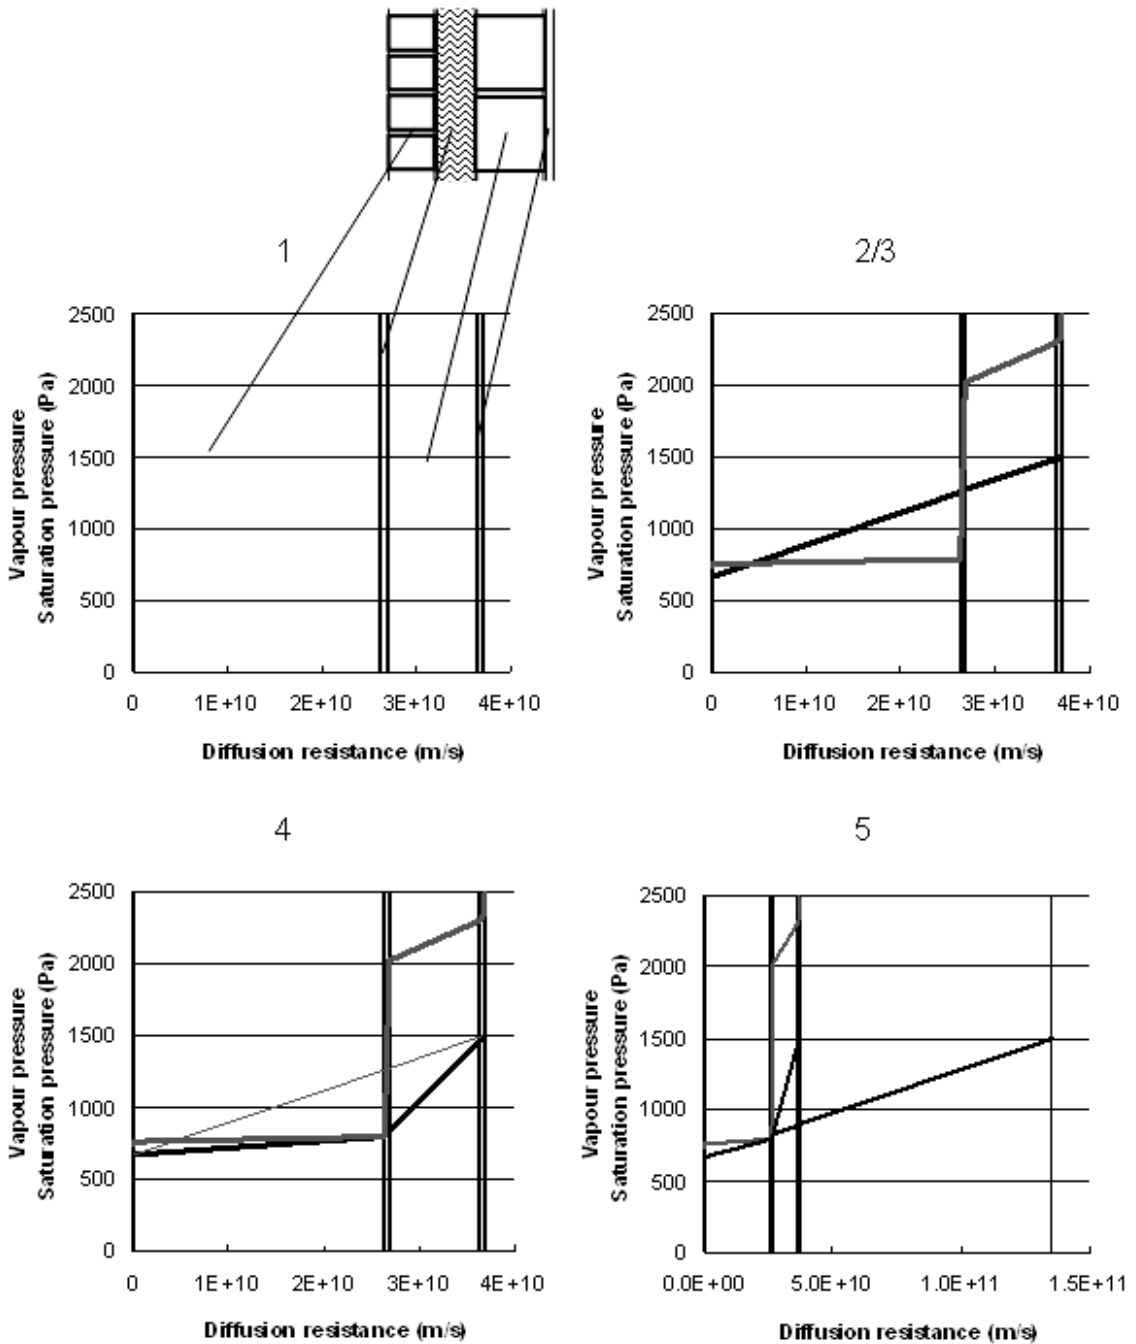 1
2500
2000
1500
1000
500
0
0 1E+10 2E+10 3E+10 4E+10
Vapour pressure
Saturation pressure (Pa)
Diffusion resistance (m/s)
2/3
2500
2000
1500
1000
500
0
0 1E+10 2E+10 3E+10 4E+10
Vapour pressure
Saturation pressure (Pa)
Diffusion resistance (m/s)
4
2500
2000
1500
1000
500
0
0 1E+10 2E+10 3E+10 4E+10
Vapour pressure
Saturation pressure (Pa)
Diffusion resistance (m/s)
5
2500
2000
1500
1000
500
0
0.0E+00 5.0E+10 1.0E+11 1.5E+11
Vapour pressure
Saturation pressure (Pa)
Diffusion resistance (m/s)